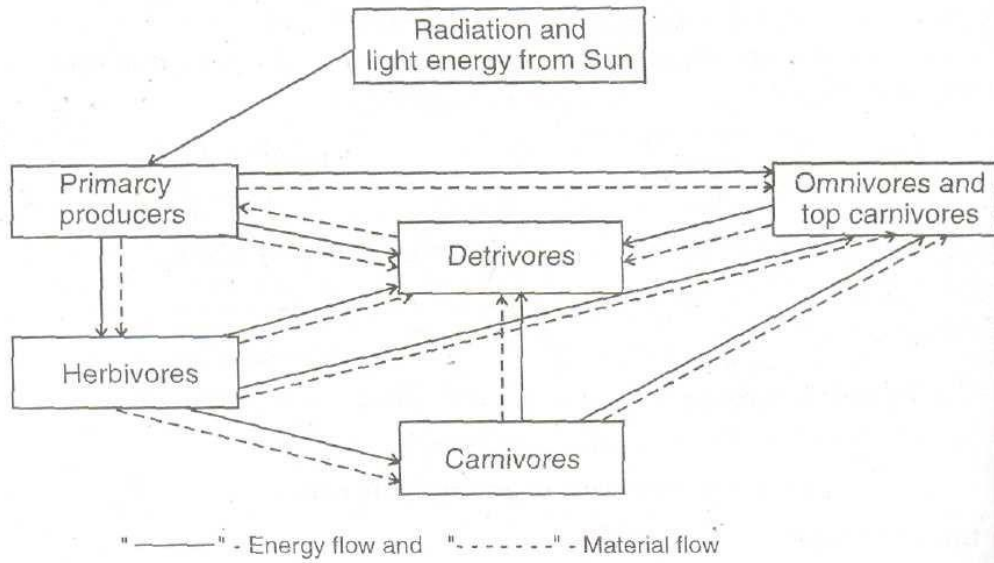 Radiation and
light energy from Sun
Primarcy
producers
Omnivores and
top carnivores
Detrivores
Herbivores
Carnivores
"———" - Energy flow and "-------" - Material flow